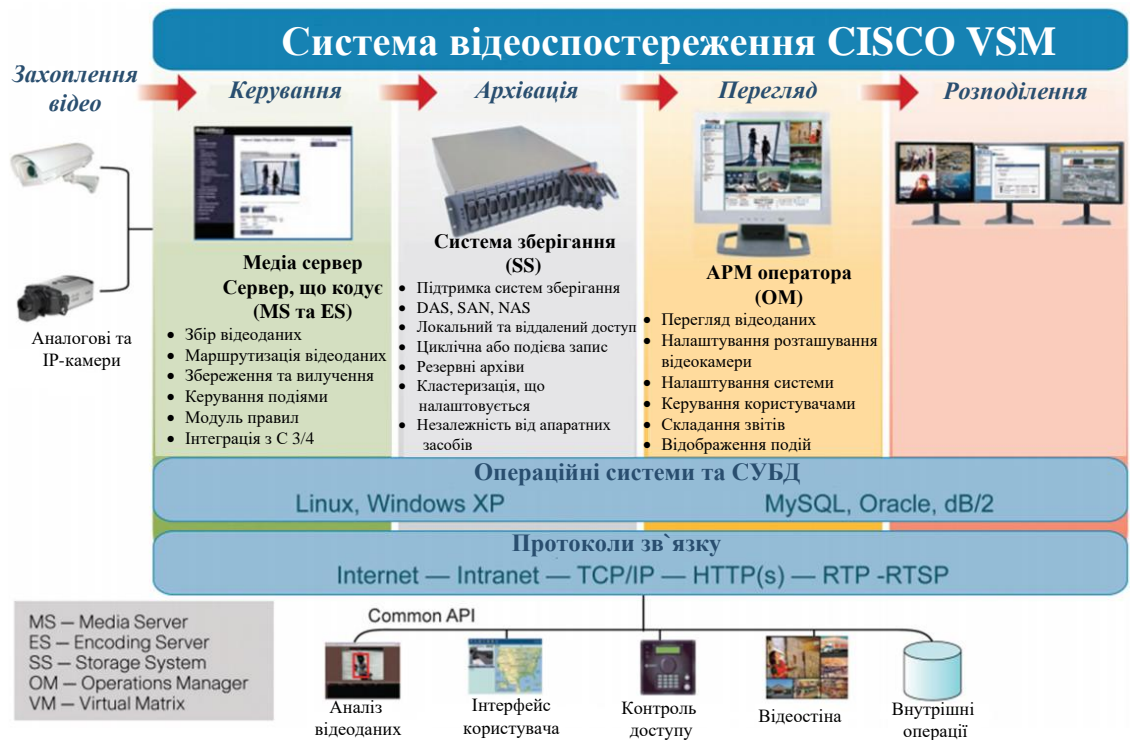 Система відеоспостереження CISCO VSM
Захоплення
відео
Керування
Архівація
Перегляд
Розподілення
Аналогові та
IP-камери
Медіа сервер
Сервер, що кодує
(MS та ES)
• Збір відеоданих
• Маршрутизація відеоданих
• Збереження та вилучення
• Керування подіями
• Модуль правил
• Інтеграція з С 3/4
Система зберігання
(SS)
• Підтримка систем зберігання
• DAS, SAN, NAS
• Локальний та віддалений доступ
• Циклічна або подієва запис
• Резервні архіви
• Кластеризація, що
налаштовується
• Незалежність від апаратних
засобів
АРМ оператора
(OM)
• Перегляд відеоданих
• Налаштування розташування
відеокамери
• Налаштування системи
• Керування користувачами
• Складання звітів
• Відображення подій
Операційні системи та СУБД
Linux, Windows XP
MySQL, Oracle, dB/2
Протоколи зв`язку
Internet — Intranet — TCP/IP — HTTP(s) — RTP -RTSP
MS — Media Server
ES — Encoding Server
SS — Storage System
OM — Operations Manager
VM — Virtual Matrix
Common API
Аналіз
відеоданих
Інтерфейс
користувача
Контроль
доступу
Відеостіна
Внутрішні
операції